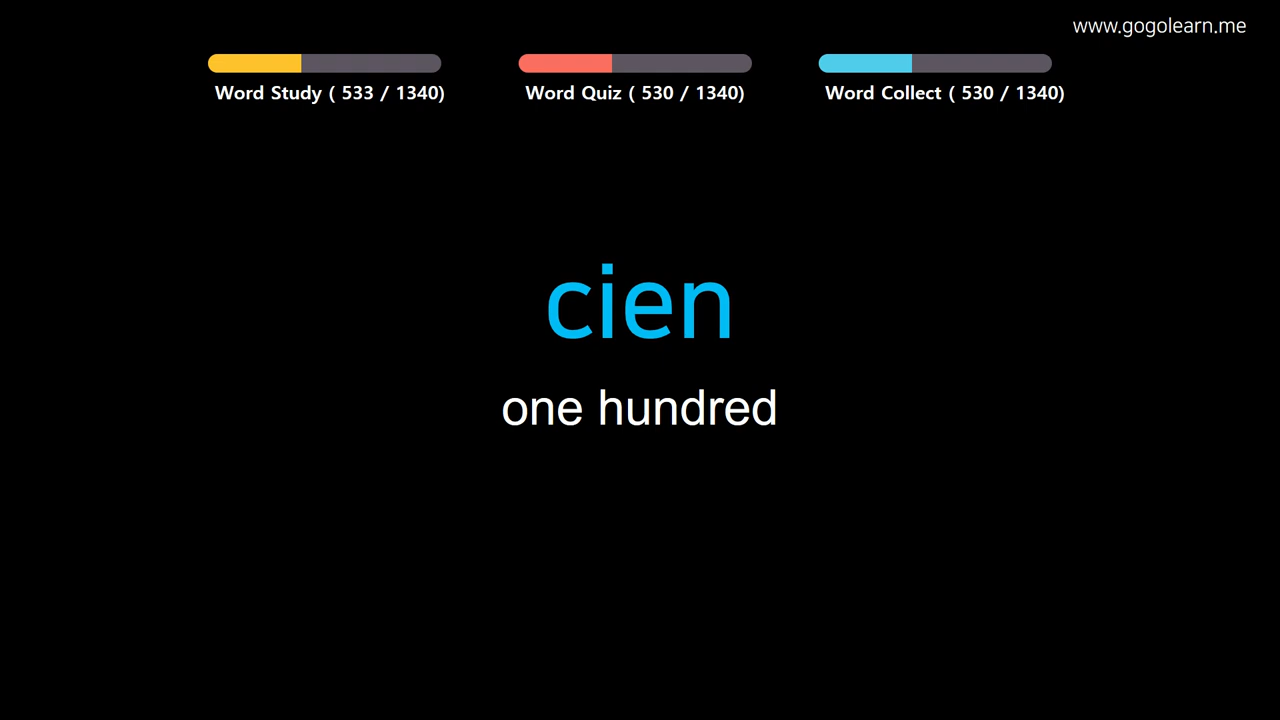 www.gogolearn.me
Word Study ( 533 / 1340)
Word Quiz ( 530 / 1340)
Word Collect ( 530 / 1340)
cien
one hundred